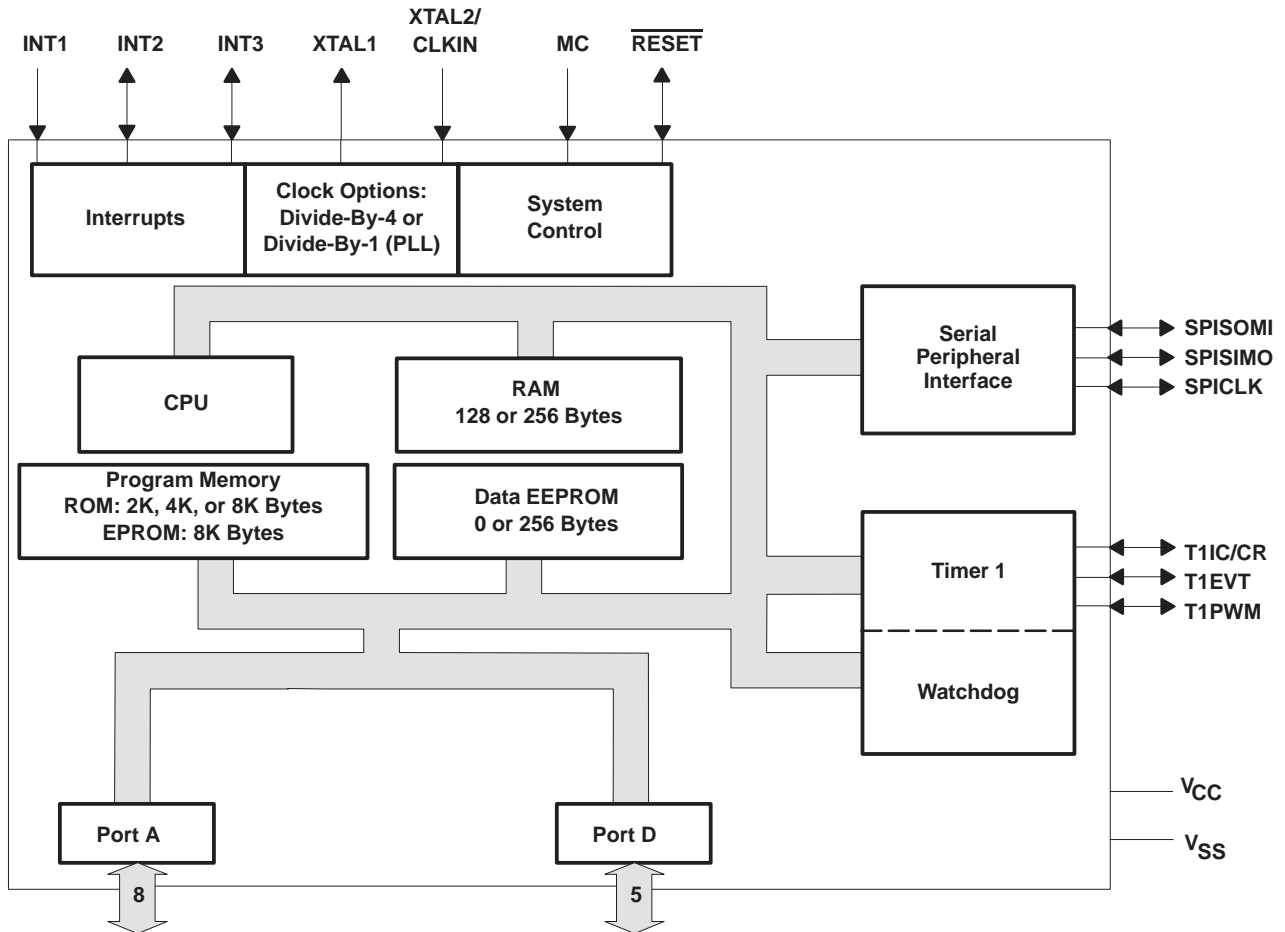 INT1
INT2
INT3
XTAL1
XTAL2/
CLKIN
MC
RESET
Interrupts
Clock Options:
Divide-By-4 or
Divide-By-1 (PLL)
System
Control
Serial
Peripheral
Interface
SPISOMI
SPISIMO
SPICLK
CPU
RAM
128 or 256 Bytes
Program Memory
ROM: 2K, 4K, or 8K Bytes
EPROM: 8K Bytes
Data EEPROM
0 or 256 Bytes
Timer 1
T1IC/CR
T1EVT
T1PWM
Watchdog
VCC
VSS
Port A
Port D
8
5